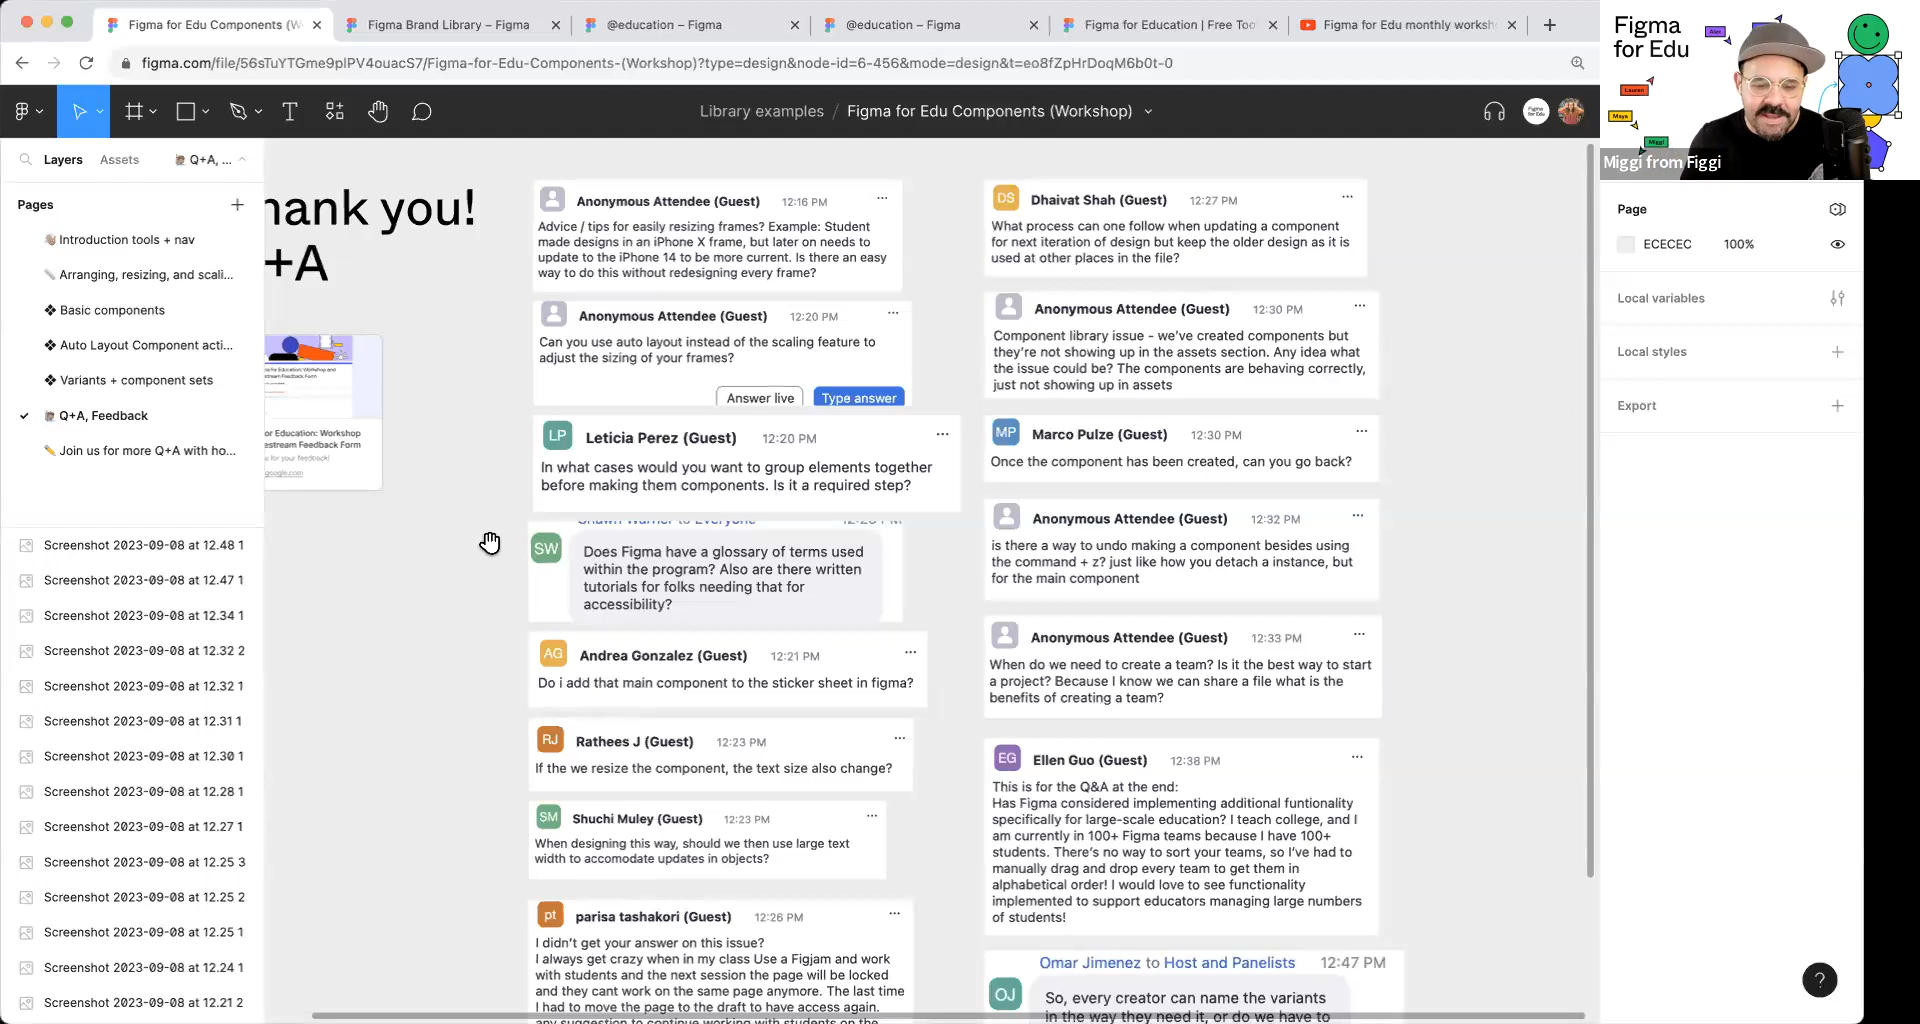 Figma for Edu Components (W
Figma Brand Library – Figma
@education – Figma
@education – Figma
Figma for Education | Free Too
Figma for Edu monthly worksh
figma.com/file/56sTuYTGme9plPV4ouacS7/Figma-for-Edu-Components-(Workshop)?type=design&node-id=6-456&mode=design&t=eo8fZpHrDoqM6b0t-0
Library examples / Figma for Edu Components (Workshop)
Figma
for Edu
Alex
Lauren
Maya
Miggi
Miggi from Figgi
Layers
Assets
Q+A, ...
Pages
Introduction tools + nav
Arranging, resizing, and scali...
Basic components
Auto Layout Component acti...
Variants + component sets
Q+A, Feedback
Join us for more Q+A with ho...
Screenshot 2023-09-08 at 12.48 1
Screenshot 2023-09-08 at 12.47 1
Screenshot 2023-09-08 at 12.34 1
Screenshot 2023-09-08 at 12.32 2
Screenshot 2023-09-08 at 12.32 1
Screenshot 2023-09-08 at 12.31 1
Screenshot 2023-09-08 at 12.30 1
Screenshot 2023-09-08 at 12.28 1
Screenshot 2023-09-08 at 12.27 1
Screenshot 2023-09-08 at 12.25 3
Screenshot 2023-09-08 at 12.25 2
Screenshot 2023-09-08 at 12.25 1
Screenshot 2023-09-08 at 12.24 1
Screenshot 2023-09-08 at 12.21 2
hank you!
+A
or Education: Workshop
estream Feedback Form
s for your feedback!
google.com
Anonymous Attendee (Guest) 12:16 PM
Advice / tips for easily resizing frames? Example: Student
made designs in an iPhone X frame, but later on needs to
update to the iPhone 14 to be more current. Is there an easy
way to do this without redesigning every frame?
Anonymous Attendee (Guest) 12:20 PM
Can you use auto layout instead of the scaling feature to
adjust the sizing of your frames?
Answer live
Type answer
LP
Leticia Perez (Guest) 12:20 PM
In what cases would you want to group elements together
before making them components. Is it a required step?
Shawn Warner to Everyone
SW
Does Figma have a glossary of terms used
within the program? Also are there written
tutorials for folks needing that for
accessibility?
AG
Andrea Gonzalez (Guest) 12:21 PM
Do i add that main component to the sticker sheet in figma?
RJ
Rathees J (Guest) 12:23 PM
If the we resize the component, the text size also change?
SM
Shuchi Muley (Guest) 12:23 PM
When designing this way, should we then use large text
width to accomodate updates in objects?
pt
parisa tashakori (Guest) 12:26 PM
I didn't get your answer on this issue?
I always get crazy when in my class Use a Figjam and work
with students and the next session the page will be locked
and they cant work on the same page anymore. The last time
I had to move the page to the draft to have access again.
any suggestion to continue working with students on the
DS
Dhaivat Shah (Guest) 12:27 PM
What process can one follow when updating a component
for next iteration of design but keep the older design as it is
used at other places in the file?
Anonymous Attendee (Guest) 12:30 PM
Component library issue - we've created components but
they're not showing up in the assets section. Any idea what
the issue could be? The components are behaving correctly,
just not showing up in assets
MP
Marco Pulze (Guest) 12:30 PM
Once the component has been created, can you go back?
Anonymous Attendee (Guest) 12:32 PM
is there a way to undo making a component besides using
the command + z? just like how you detach a instance, but
for the main component
Anonymous Attendee (Guest) 12:33 PM
When do we need to create a team? Is it the best way to start
a project? Because I know we can share a file what is the
benefits of creating a team?
EG
Ellen Guo (Guest) 12:38 PM
This is for the Q&A at the end:
Has Figma considered implementing additional funtionality
specifically for large-scale education? I teach college, and I
am currently in 100+ Figma teams because I have 100+
students. There's no way to sort your teams, so I've had to
manually drag and drop every team to get them in
alphabetical order! I would love to see functionality
implemented to support educators managing large numbers
of students!
Omar Jimenez to Host and Panelists 12:47 PM
OJ
So, every creator can name the variants
in the way they need it, or do we have to
Page
ECECEC 100%
Local variables
Local styles
Export
?